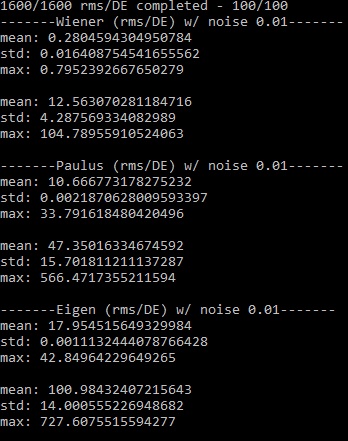 1600/1600 rms/DE completed - 100/100
-------Wiener (rms/DE) w/ noise 0.01-------
mean: 0.2804594304950784
std: 0.016408754541655562
max: 0.7952392667650279
mean: 12.563070281184716
std: 4.287569334082989
max: 104.78955910524063
-------Paulus (rms/DE) w/ noise 0.01-------
mean: 10.666773178275232
std: 0.0021870628009593397
max: 33.791618480420496
mean: 47.35016334674592
std: 15.701811211137287
max: 566.4717355211594
-------Eigen (rms/DE) w/ noise 0.01-------
mean: 17.954515649329984
std: 0.0011132444078766428
max: 42.84964229649265
mean: 100.98432407215643
std: 14.000555226948682
max: 727.6075515594277